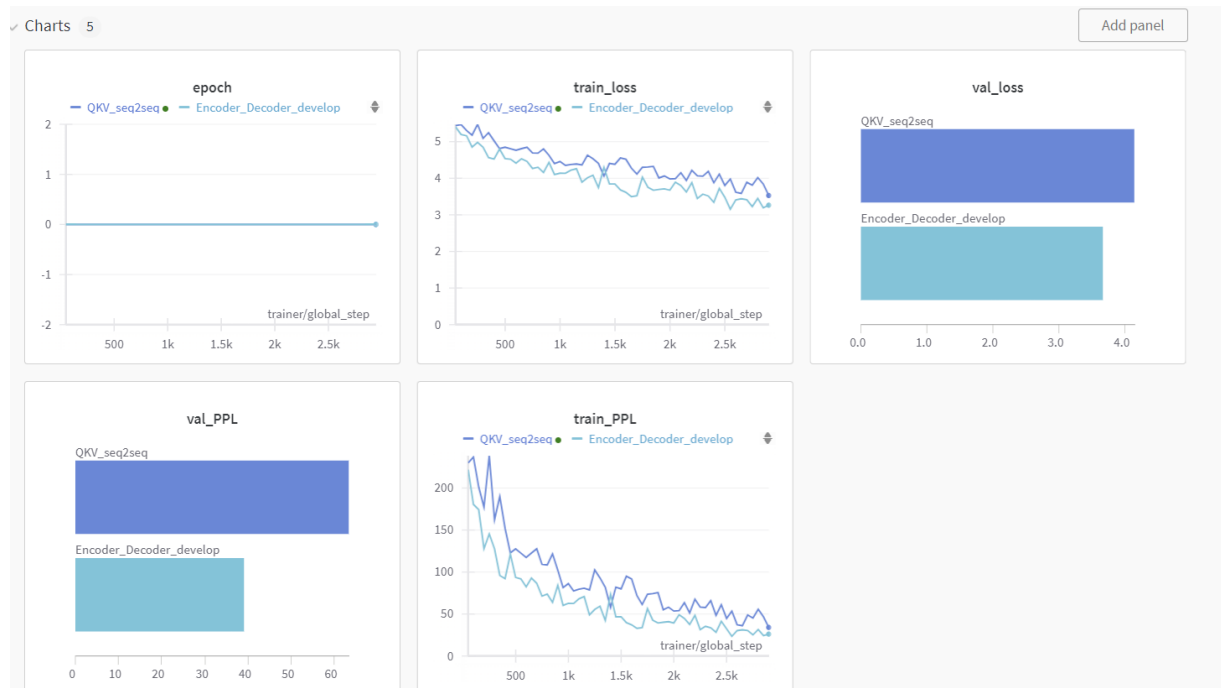 Charts 5
Add panel
epoch
QKV_seq2seq Encoder_Decoder_develop
2
1
0
-1
-2
trainer/global_step
500 1k 1.5k 2k 2.5k
train_loss
QKV_seq2seq Encoder_Decoder_develop
5
4
3
2
1
0
trainer/global_step
500 1k 1.5k 2k 2.5k
val_loss
QKV_seq2seq
Encoder_Decoder_develop
0.0 1.0 2.0 3.0 4.0
val_PPL
QKV_seq2seq
Encoder_Decoder_develop
0 10 20 30 40 50 60
train_PPL
QKV_seq2seq Encoder_Decoder_develop
200
150
100
50
0
trainer/global_step
500 1k 1.5k 2k 2.5k